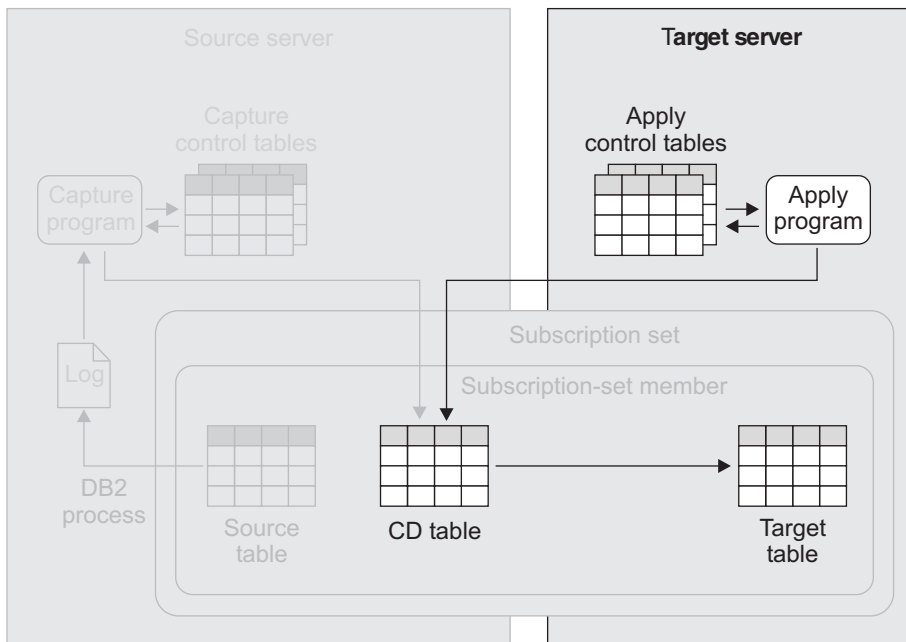 Source server
Target server
Capture
control tables
Apply
control tables
Capture
program
Apply
program
Subscription set
Log
Subscription-set member
DB2
process
Source
table
CD table
Target
table